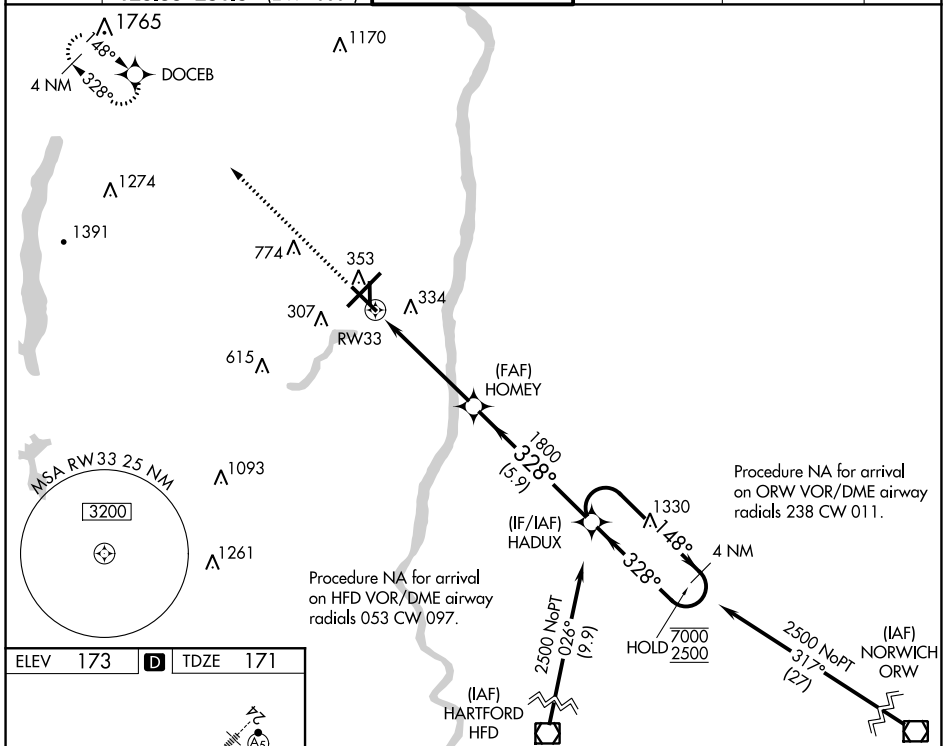 1765
1170
48°
328°
4 NM
DOCEB
1274
1391
774
353
334
307
RW33
615
(FAF)
HOMEY
1800
328°
(5.9)
1093
MSA RW33 25 NM
3200
1261
Procedure NA for arrival
on ORW VOR/DME airway
radials 238 CW 011.
(IF/IAF)
HADUX
1330
148°
4 NM
328°
Procedure NA for arrival
on HFD VOR/DME airway
radials 053 CW 097.
HOLD 7000
2500
2500 NoPT
026°
(9.9)
2500 NoPT
317°
(27)
(IAF)
NORWICH
ORW
(IAF)
HARTFORD
HFD
ELEV 173 D TDZE 171
24
A5